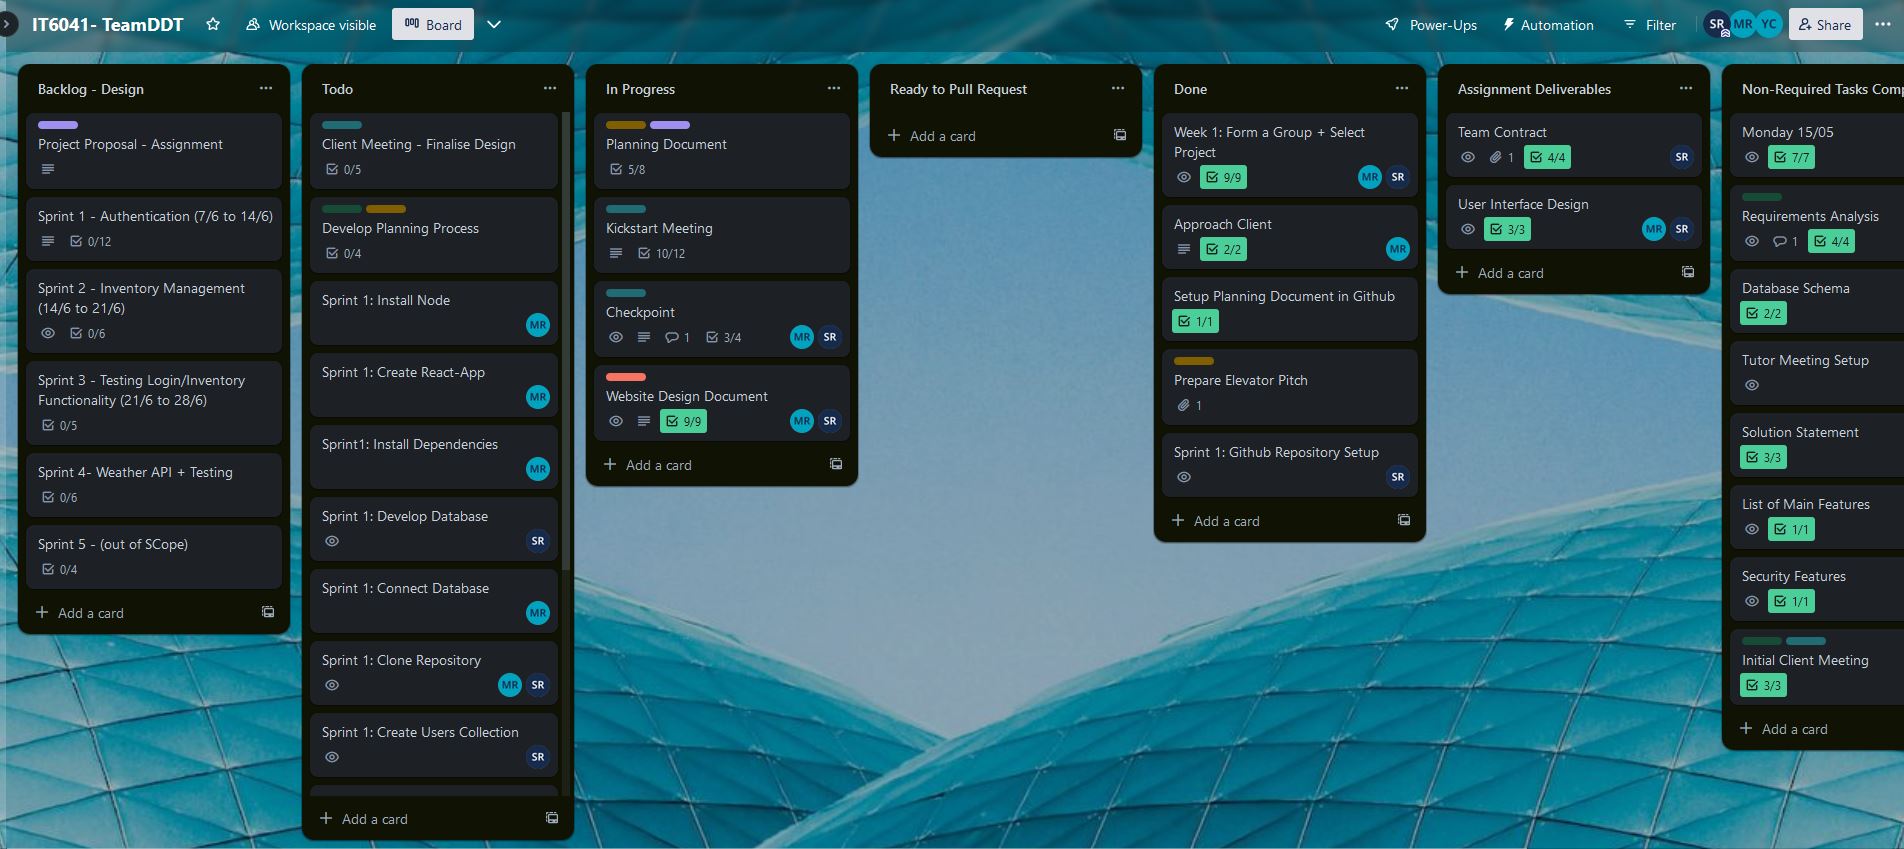 IT6041- TeamDDT
Workspace visible
Board
Power-Ups
Automation
Filter
SR
MR
YC
Share
Backlog - Design
Project Proposal - Assignment
Sprint 1 - Authentication (7/6 to 14/6)
0/12
Sprint 2 - Inventory Management
(14/6 to 21/6)
0/6
Sprint 3 - Testing Login/Inventory
Functionality (21/6 to 28/6)
0/5
Sprint 4- Weather API + Testing
0/6
Sprint 5 - (out of SCope)
0/4
Add a card
Todo
Client Meeting - Finalise Design
0/5
Develop Planning Process
0/4
Sprint 1: Install Node
MR
Sprint 1: Create React-App
MR
Sprint1: Install Dependencies
MR
Sprint 1: Develop Database
SR
Sprint 1: Connect Database
MR
Sprint 1: Clone Repository
MR SR
Sprint 1: Create Users Collection
SR
Add a card
In Progress
Planning Document
5/8
Kickstart Meeting
10/12
Checkpoint
1 3/4 MR SR
Website Design Document
9/9 MR SR
Add a card
Ready to Pull Request
Add a card
Done
Week 1: Form a Group + Select
Project
9/9 MR SR
Approach Client
2/2 MR
Setup Planning Document in Github
1/1
Prepare Elevator Pitch
1
Sprint 1: Github Repository Setup
SR
Add a card
Assignment Deliverables
Team Contract
1 4/4 SR
User Interface Design
3/3 MR SR
Add a card
Non-Required Tasks Comp
Monday 15/05
7/7
Requirements Analysis
1 4/4
Database Schema
2/2
Tutor Meeting Setup
Solution Statement
3/3
List of Main Features
1/1
Security Features
1/1
Initial Client Meeting
3/3
Add a card